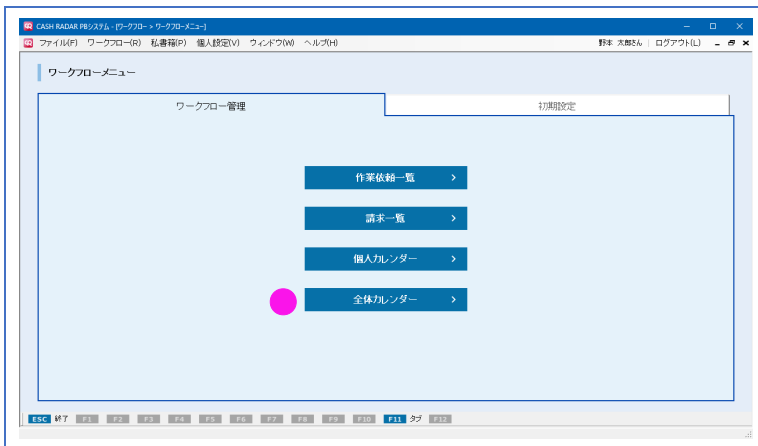 CASH RADAR PBシステム - [ワークフロー > ワークフローメニュー]
ファイル(F) ワークフロー(R) 私書箱(P) 個人設定(V) ウィンドウ(W) ヘルプ(H) 野本 太郎さん ログアウト(L)
ワークフローメニュー
ワークフロー管理 初期設定
作業依頼一覧
請求一覧
個人カレンダー
全体カレンダー
ESC 終了 F1 F2 F3 F4 F5 F6 F7 F8 F9 F10 F11 タブ F12